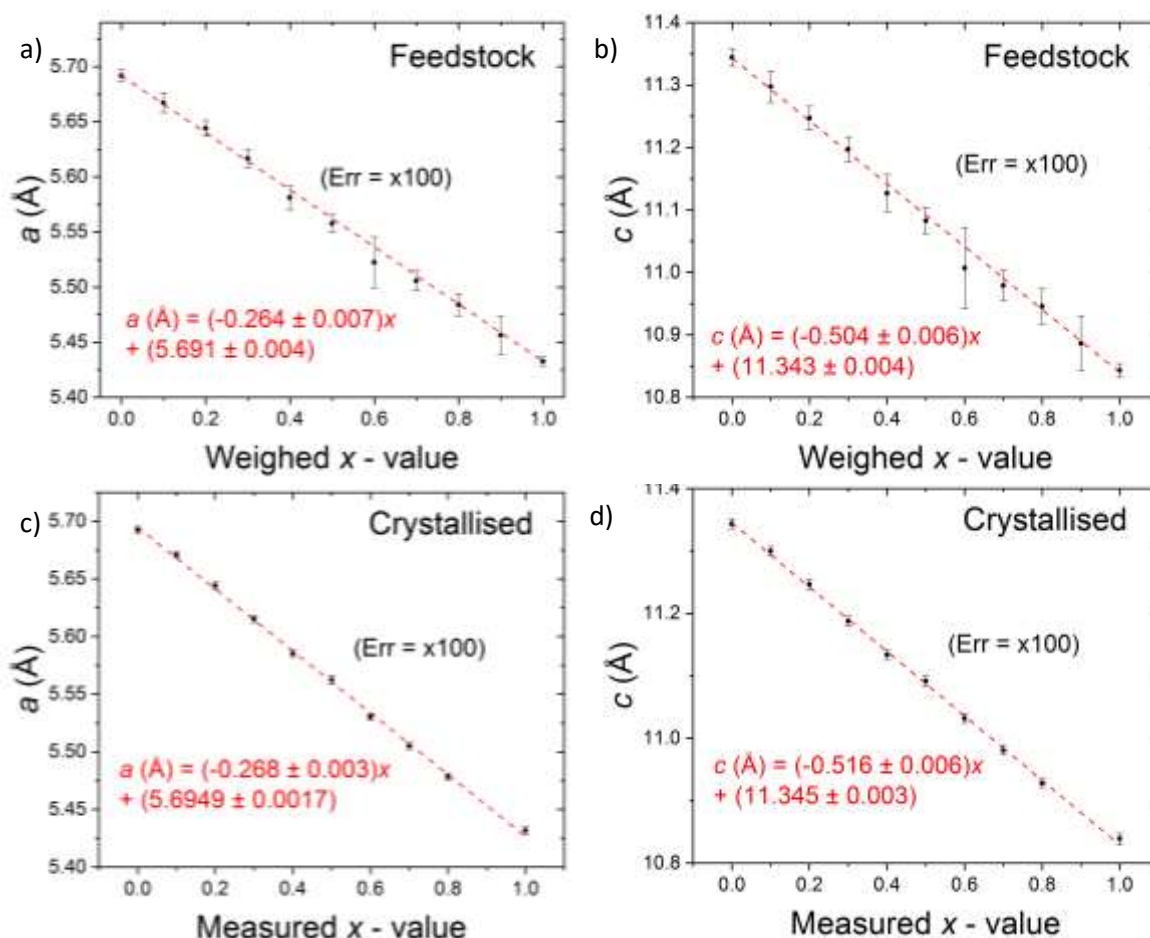 a)
Feedstock
5.70
5.65
5.60
5.55
5.50
5.45
5.40
a (Å)
(Err = x100)
a (Å) = (-0.264 ± 0.007)x
+ (5.691 ± 0.004)
0.0 0.2 0.4 0.6 0.8 1.0
Weighed x - value
b)
Feedstock
11.4
11.3
11.2
11.1
11.0
10.9
10.8
c (Å)
(Err = x100)
c (Å) = (-0.504 ± 0.006)x
+ (11.343 ± 0.004)
0.0 0.2 0.4 0.6 0.8 1.0
Weighed x - value
c)
Crystallised
5.70
5.65
5.60
5.55
5.50
5.45
5.40
a (Å)
(Err = x100)
a (Å) = (-0.268 ± 0.003)x
+ (5.6949 ± 0.0017)
0.0 0.2 0.4 0.6 0.8 1.0
Measured x - value
d)
Crystallised
11.4
11.2
11.0
10.8
c (Å)
(Err = x100)
c (Å) = (-0.516 ± 0.006)x
+ (11.345 ± 0.003)
0.0 0.2 0.4 0.6 0.8 1.0
Measured x - value